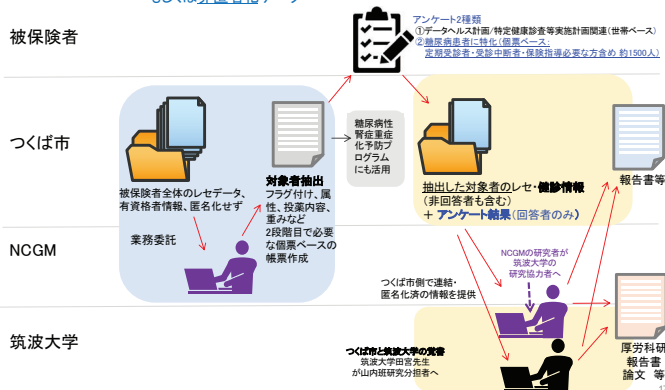 被保険者
アンケート2種類
①データヘルス計画/特定健康診査等実施計画関連(世帯ベース)
②糖尿病患者に特化(個票ベース:
定期受診者・受診中断者・保険指導必要な方含め 約1500人)
つくば市
被保険者全体のレセデータ、
有資格者情報、匿名化せず
対象者抽出
フラグ付け、属
性、投薬内容、
重みなど
2段階目で必要
な個票ベースの
帳票作成
糖尿病性
腎症重症
化予防プ
ログラム
にも活用
抽出した対象者のレセ・健診情報
(非回答者も含む)
+ アンケート結果(回答者のみ)
報告書等
業務委託
NCGM
NCGMの研究者が
筑波大学の
研究協力者へ
つくば市側で連結・
匿名化済の情報を提供
筑波大学
つくば市と筑波大学の覚書
筑波大学田宮先生
が山内班研究分担者へ
厚労科研
報告書
論文 等